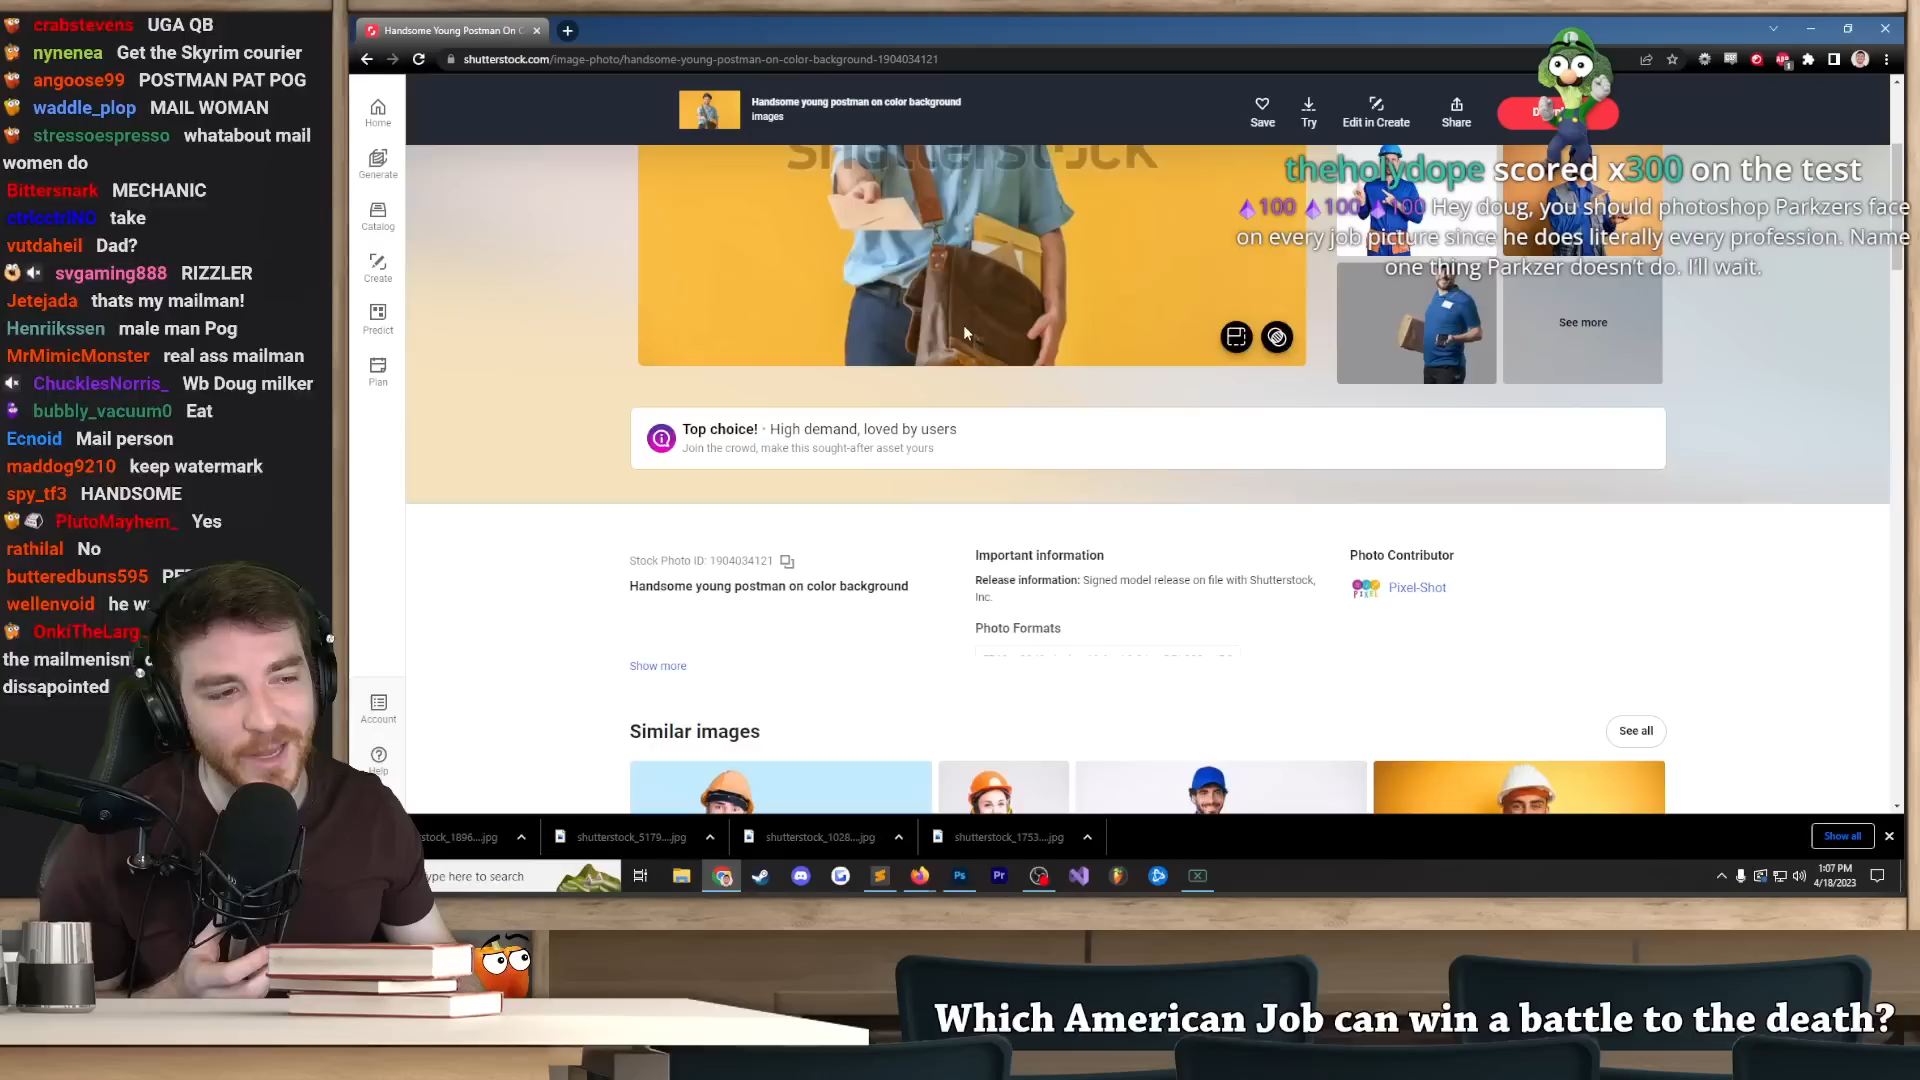 crabstevens UGA QB
nynenea Get the Skyrim courier
angoose99 POSTMAN PAT POG
waddle_plop MAIL WOMAN
stressoespresso whatabout mail
women do
Bittersnark MECHANIC
ctrlcctrlNO take
vutdaheil Dad?
svgaming888 RIZZLER
Jetejada thats my mailman!
Henriikssen male man Pog
MrMimicMonster real ass mailman
ChucklesNorris_ Wb Doug milker
bubbly_vacuum0 Eat
Ecnoid Mail person
maddog9210 keep watermark
spy_tf3 HANDSOME
PlutoMayhem_ Yes
rathilal No
butteredbuns595
wellenvoid he
OnkiTheLarg
the mailmenism
dissapointed
Handsome Young Postman On
shutterstock.com/image-photo/handsome-young-postman-on-color-background-1904034121
Home
Generate
Catalog
Create
Predict
Plan
Account
Help
Handsome young postman on color background
images
Save
Try
Edit in Create
Share
shutterstock
theholydope scored x300 on the test
100 100 100 Hey doug, you should photoshop Parkzers face
on every job picture since he does literally every profession. Name
one thing Parkzer doesn't do. I'll wait.
See more
Top choice! · High demand, loved by users
Join the crowd, make this sought-after asset yours
Stock Photo ID: 1904034121
Handsome young postman on color background
Show more
Important information
Release information: Signed model release on file with Shutterstock,
Inc.
Photo Formats
Photo Contributor
PIXEL
Pixel-Shot
Similar images
See all
stock_1896....jpg
shutterstock_5179....jpg
shutterstock_1028....jpg
shutterstock_1753....jpg
Show all
ype here to search
Ps
Pr
1:07 PM
4/18/2023
Which American Job can win a battle to the death?